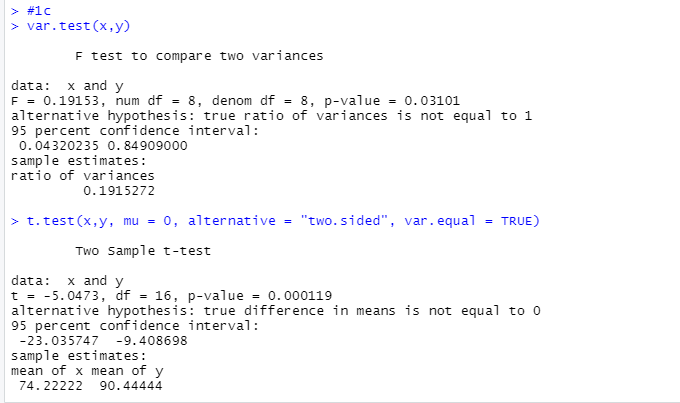 > #1c
> var.test(x,y)
F test to compare two variances
data:  x and y
F = 0.19153, num df = 8, denom df = 8, p-value = 0.03101
alternative hypothesis: true ratio of variances is not equal to 1
95 percent confidence interval:
 0.04320235 0.84909000
sample estimates:
ratio of variances
         0.1915272
> t.test(x,y, mu = 0, alternative = "two.sided", var.equal = TRUE)
Two Sample t-test
data:  x and y
t = -5.0473, df = 16, p-value = 0.000119
alternative hypothesis: true difference in means is not equal to 0
95 percent confidence interval:
 -23.035747  -9.408698
sample estimates:
mean of x mean of y
 74.22222  90.44444